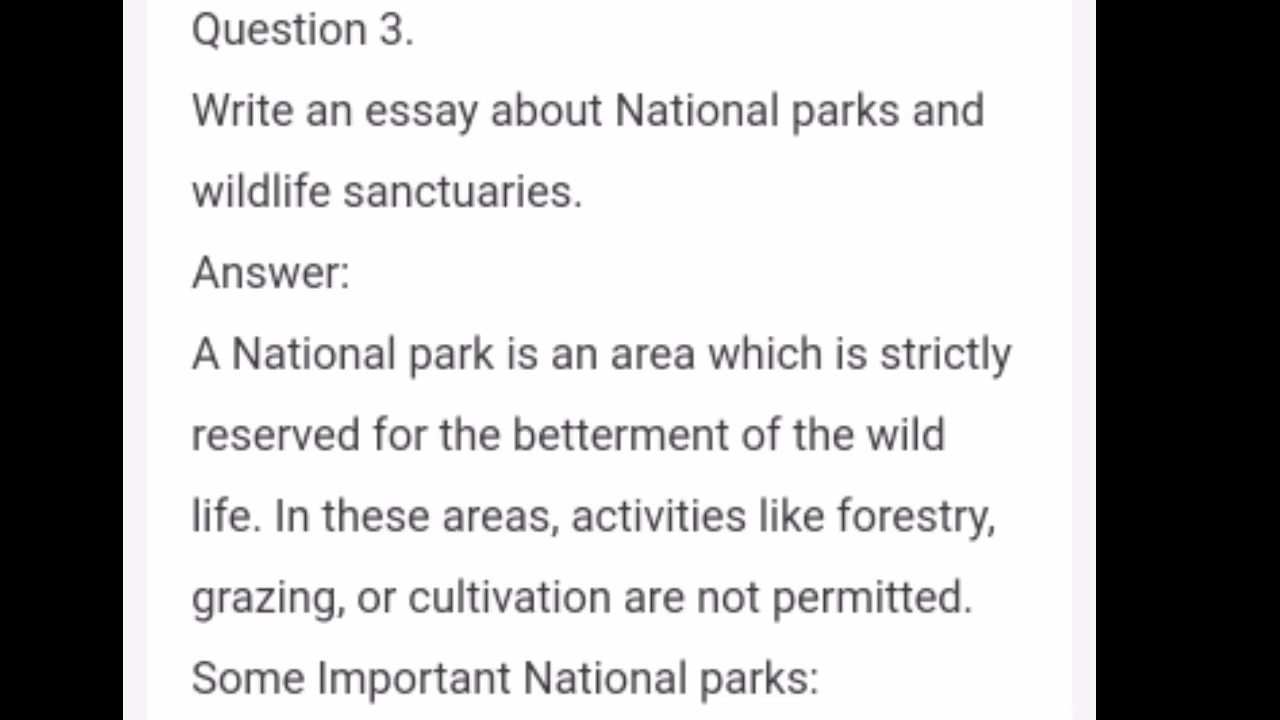 Question 3.
Write an essay about National parks and
wildlife sanctuaries.
Answer:
A National park is an area which is strictly
reserved for the betterment of the wild
life. In these areas, activities like forestry,
grazing, or cultivation are not permitted.
Some Important National parks: